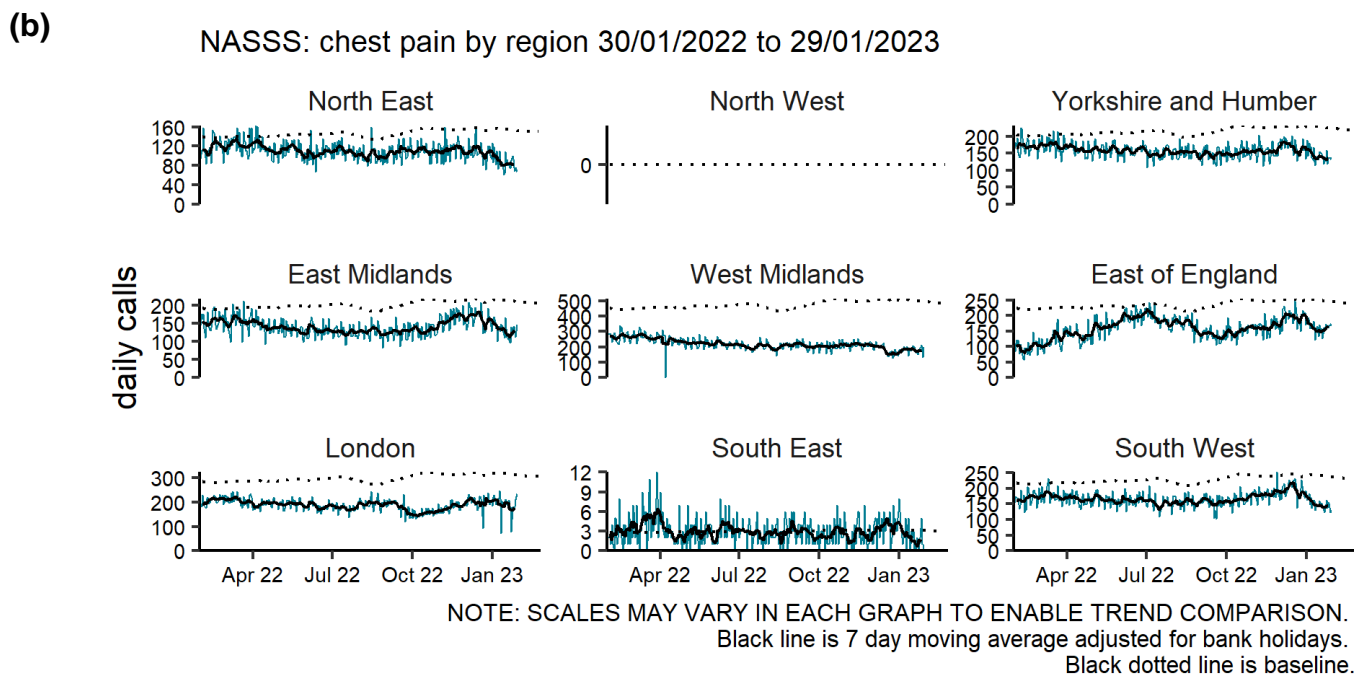 (b)
NASSS: chest pain by region 30/01/2022 to 29/01/2023
North East
160
120
80
40
0
North West
0
Yorkshire and Humber
200
150
100
50
0
daily calls
East Midlands
200
150
100
50
0
West Midlands
500
400
300
200
100
0
East of England
250
200
150
100
50
0
London
300
200
100
0
Apr 22 Jul 22 Oct 22 Jan 23
South East
12
9
6
3
0
Apr 22 Jul 22 Oct 22 Jan 23
South West
250
200
150
100
50
0
Apr 22 Jul 22 Oct 22 Jan 23
NOTE: SCALES MAY VARY IN EACH GRAPH TO ENABLE TREND COMPARISON.
Black line is 7 day moving average adjusted for bank holidays.
Black dotted line is baseline.